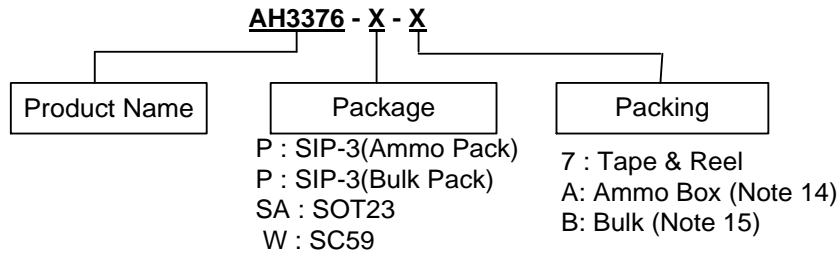 AH3376 - X - X
Product Name
Package
Packing
P : SIP-3(Ammo Pack)
P : SIP-3(Bulk Pack)
SA : SOT23
W : SC59
7 : Tape & Reel
A: Ammo Box (Note 14)
B: Bulk (Note 15)